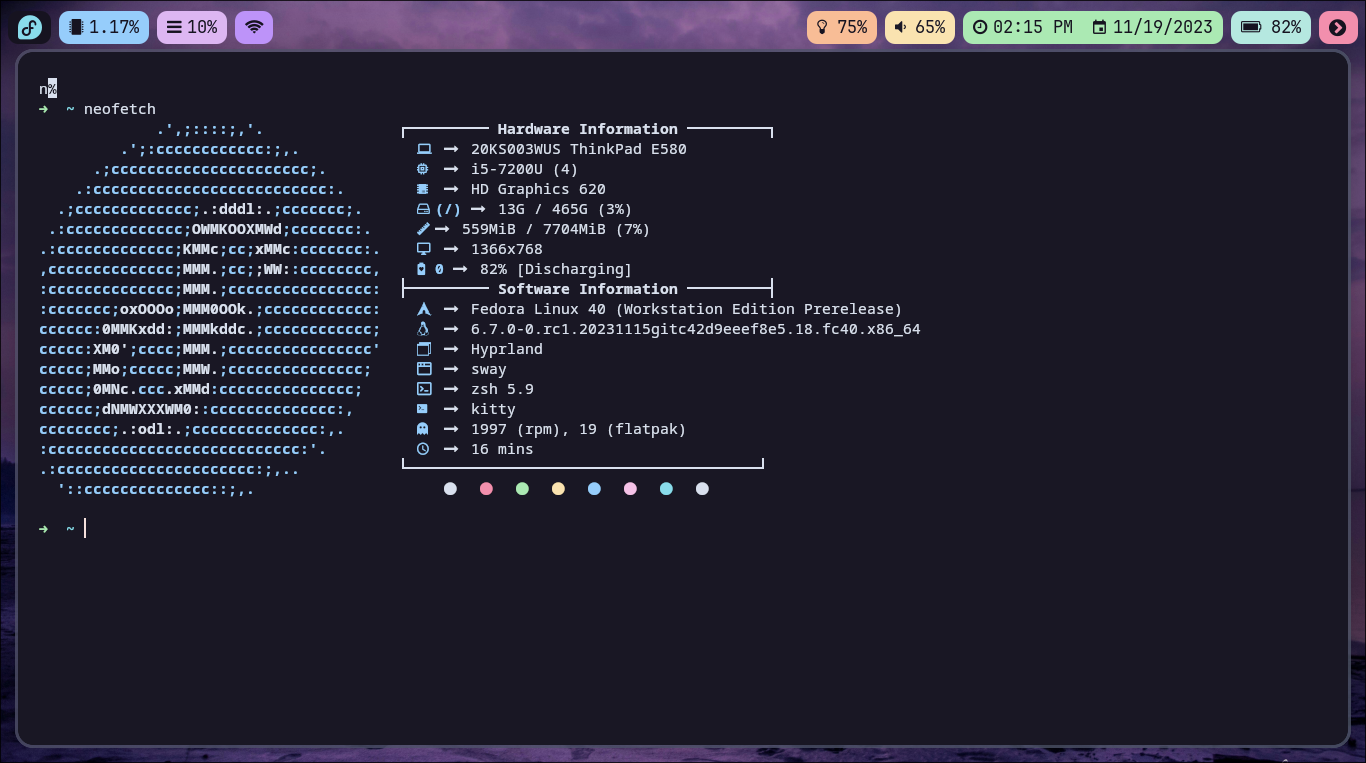 1.17% 10% 75% 65% 02:15 PM 11/19/2023 82%
n%
➜ ~ neofetch
.',;::::;,'.
.';:cccccccccccc:;,.
.;cccccccccccccccccccccc;.
.:cccccccccccccccccccccccccc:.
.;ccccccccccccc;.:dddl:.;ccccccc;.
.:ccccccccccccc;OWMKOOXMWd;ccccccc:.
.:ccccccccccccc;KMMc;cc;xMMc:ccccccc:.
,cccccccccccccc;MMM.;cc;;WW::cccccccc,
:cccccccccccccc;MMM.;cccccccccccccccc:
:ccccccc;oxOOOo;MMM0OOk.;cccccccccccc:
cccccc:0MMKxdd:;MMMkddc.;cccccccccccc;
ccccc:XM0';cccc;MMM.;cccccccccccccccc'
ccccc;MMo;ccccc;MMW.;ccccccccccccccc;
ccccc;0MNc.ccc.xMMd:ccccccccccccccc;
cccccc;dNMWXXXWM0::cccccccccccccc:,
cccccccc;.:odl:.;cccccccccccccc:,.
:cccccccccccccccccccccccccccc:'.
.:cccccccccccccccccccccc:;,..
'::cccccccccccccc::;,.
Hardware Information
→ 20KS003WUS ThinkPad E580
→ i5-7200U (4)
→ HD Graphics 620
(/) → 13G / 465G (3%)
→ 559MiB / 7704MiB (7%)
→ 1366x768
0 → 82% [Discharging]
Software Information
→ Fedora Linux 40 (Workstation Edition Prerelease)
→ 6.7.0-0.rc1.20231115gitc42d9eeef8e5.18.fc40.x86_64
→ Hyprland
→ sway
→ zsh 5.9
→ kitty
→ 1997 (rpm), 19 (flatpak)
→ 16 mins
➜ ~